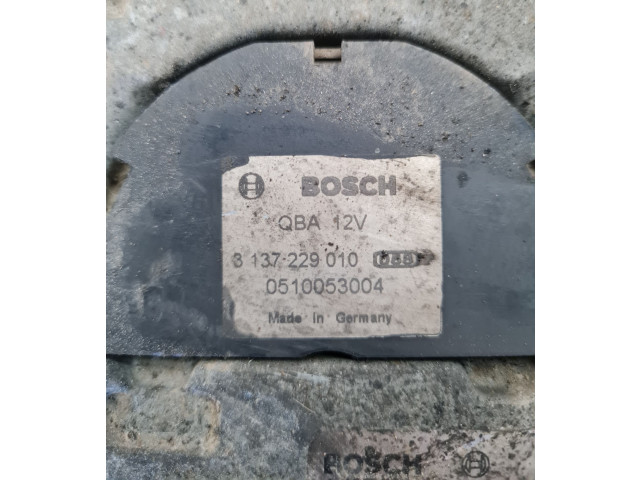 BOSCH
QBA 12V
3 137 229 010
0510053004
Made in Germany
BOSCH